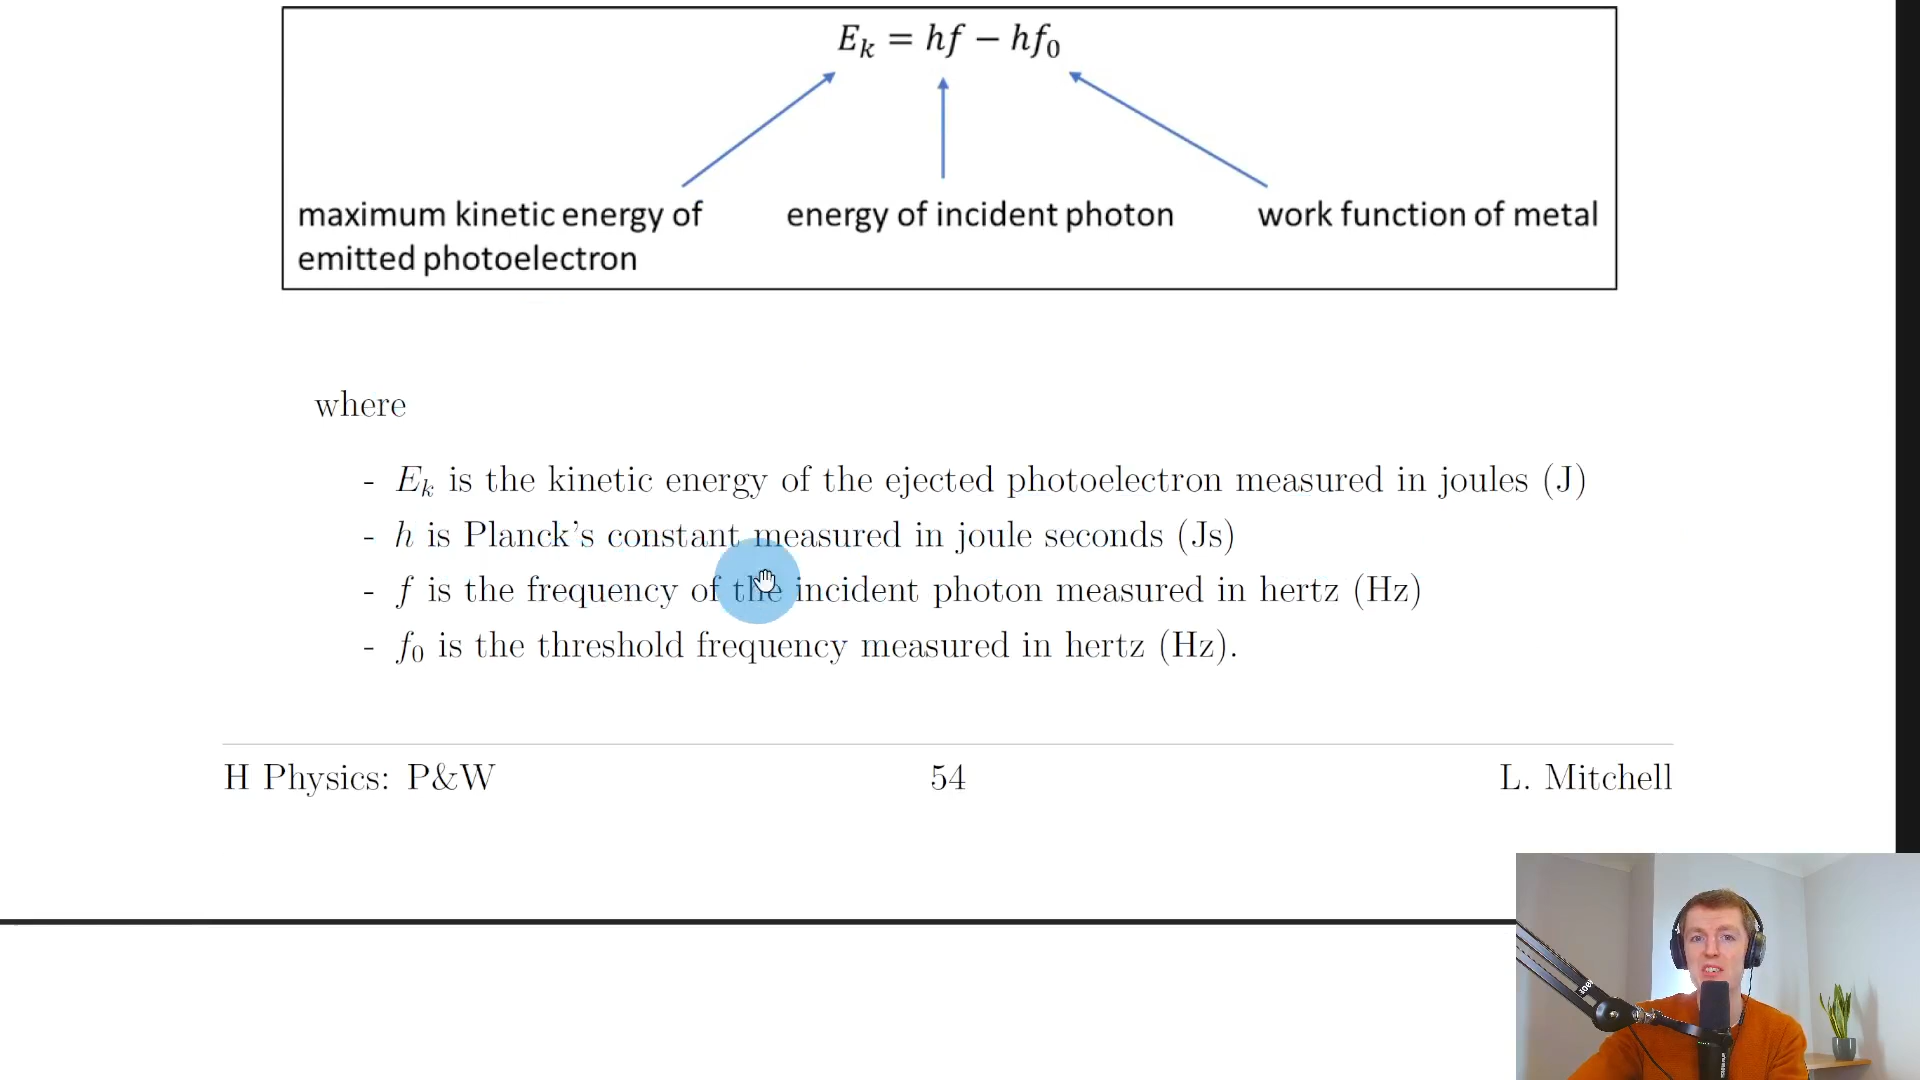 E_k = hf − hf_0
maximum kinetic energy of emitted photoelectron
energy of incident photon
work function of metal
where
- E_k is the kinetic energy of the ejected photoelectron measured in joules (J)
- h is Planck's constant measured in joule seconds (Js)
- f is the frequency of the incident photon measured in hertz (Hz)
- f_0 is the threshold frequency measured in hertz (Hz).
H Physics: P&W 54 L. Mitchell